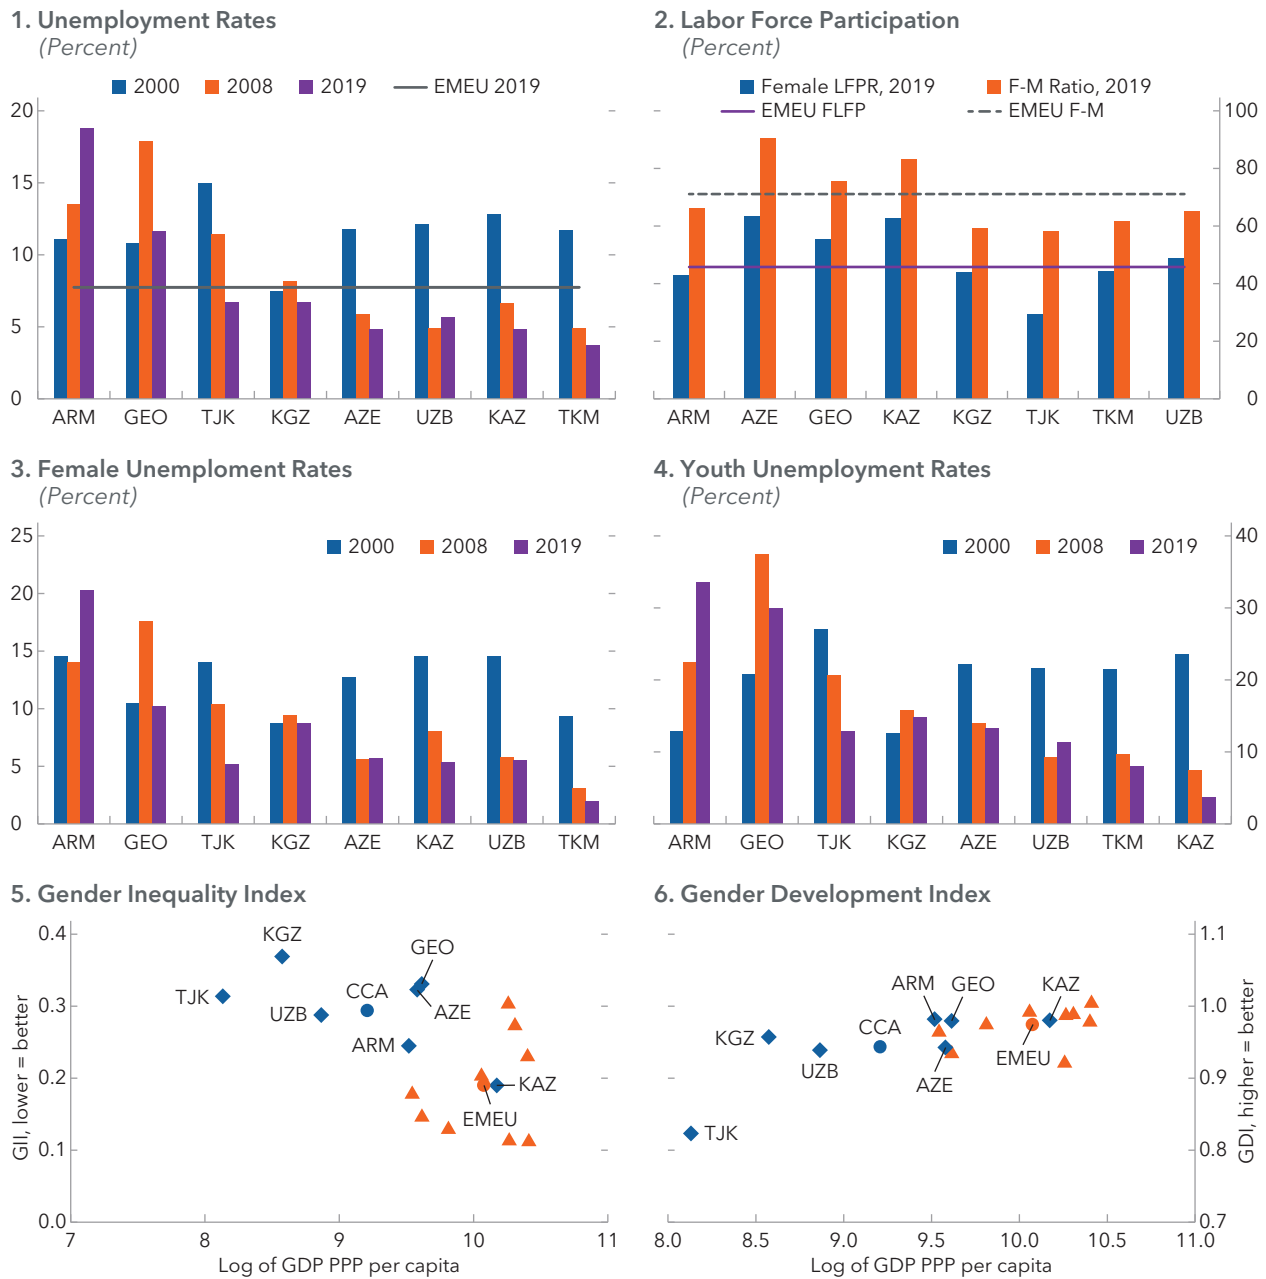 1. Unemployment Rates
(Percent)
2000 2008 2019 EMEU 2019
20
15
10
5
0
ARM GEO TJK KGZ AZE UZB KAZ TKM
2. Labor Force Participation
(Percent)
Female LFPR, 2019 F-M Ratio, 2019
EMEU FLFP EMEU F-M
100
80
60
40
20
0
ARM AZE GEO KAZ KGZ TJK TKM UZB
3. Female Unemploment Rates
(Percent)
2000 2008 2019
25
20
15
10
5
0
ARM GEO TJK KGZ AZE KAZ UZB TKM
4. Youth Unemployment Rates
(Percent)
2000 2008 2019
40
30
20
10
0
ARM GEO TJK KGZ AZE UZB TKM KAZ
5. Gender Inequality Index
GII, lower = better
0.4
0.3
0.2
0.1
0.0
KGZ
GEO
TJK
CCA
UZB
AZE
ARM
KAZ
EMEU
7 8 9 10 11
Log of GDP PPP per capita
6. Gender Development Index
1.1
1.0
0.9
0.8
0.7
GDI, higher = better
ARM GEO KAZ
KGZ
CCA
UZB
EMEU
AZE
TJK
8.0 9.0 9.5 10.0 10.5 11.0
Log of GDP PPP per capita